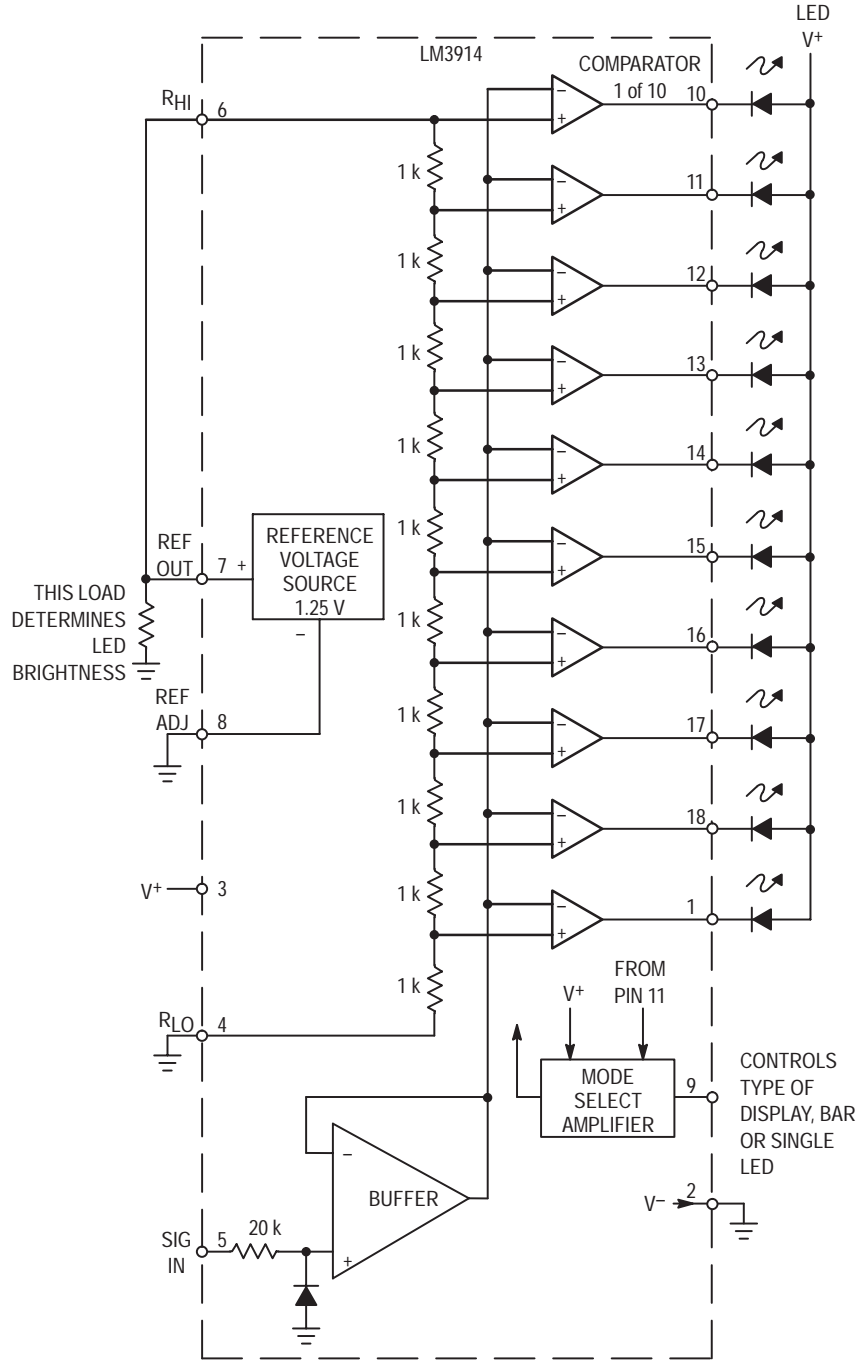 LED
V+
LM3914
COMPARATOR
1 of 10
RHI
6
10
1 k
11
1 k
12
1 k
13
1 k
14
1 k
15
1 k
16
1 k
17
1 k
18
1 k
1
1 k
− +
− +
− +
− +
− +
− +
− +
− +
− +
− +
REF
OUT
7 +
REFERENCE
VOLTAGE
SOURCE
1.25 V
−
THIS LOAD
DETERMINES
LED
BRIGHTNESS
REF
ADJ
8
V+
3
RLO
4
V+
FROM
PIN 11
MODE
SELECT
AMPLIFIER
9
CONTROLS
TYPE OF
DISPLAY, BAR
OR SINGLE
LED
V−
2
−
BUFFER
+
SIG
IN
5
20 k